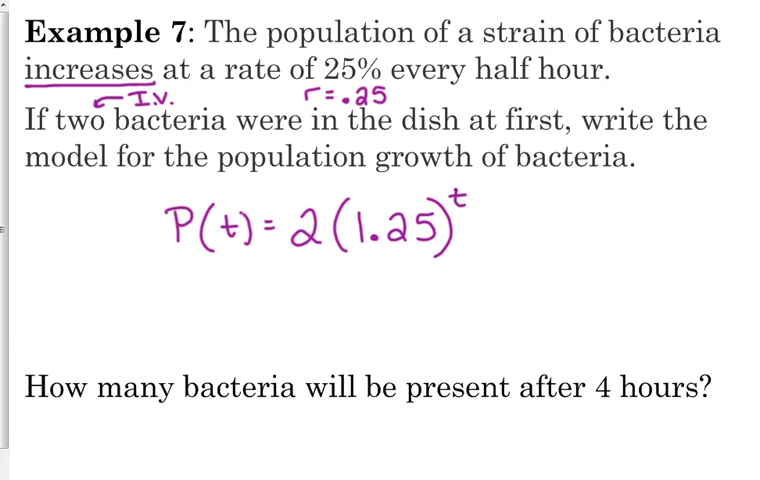 Example 7: The population of a strain of bacteria
increases at a rate of 25% every half hour.
I.V. r=.25
If two bacteria were in the dish at first, write the
model for the population growth of bacteria.
P(t)=2(1.25)^t
How many bacteria will be present after 4 hours?